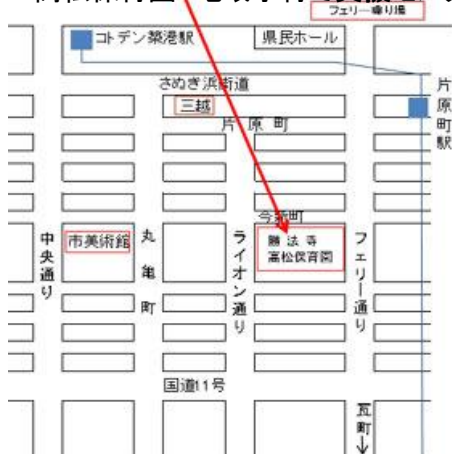 フェリー乗り場
コトデン築港駅
県民ホール
さぬき浜街道
三越
片原町
片原町駅
今新町
中央通り
市美術館
丸亀町
ライオン通り
勝法寺
高松保育園
フェリー通り
国道11号
瓦町↓